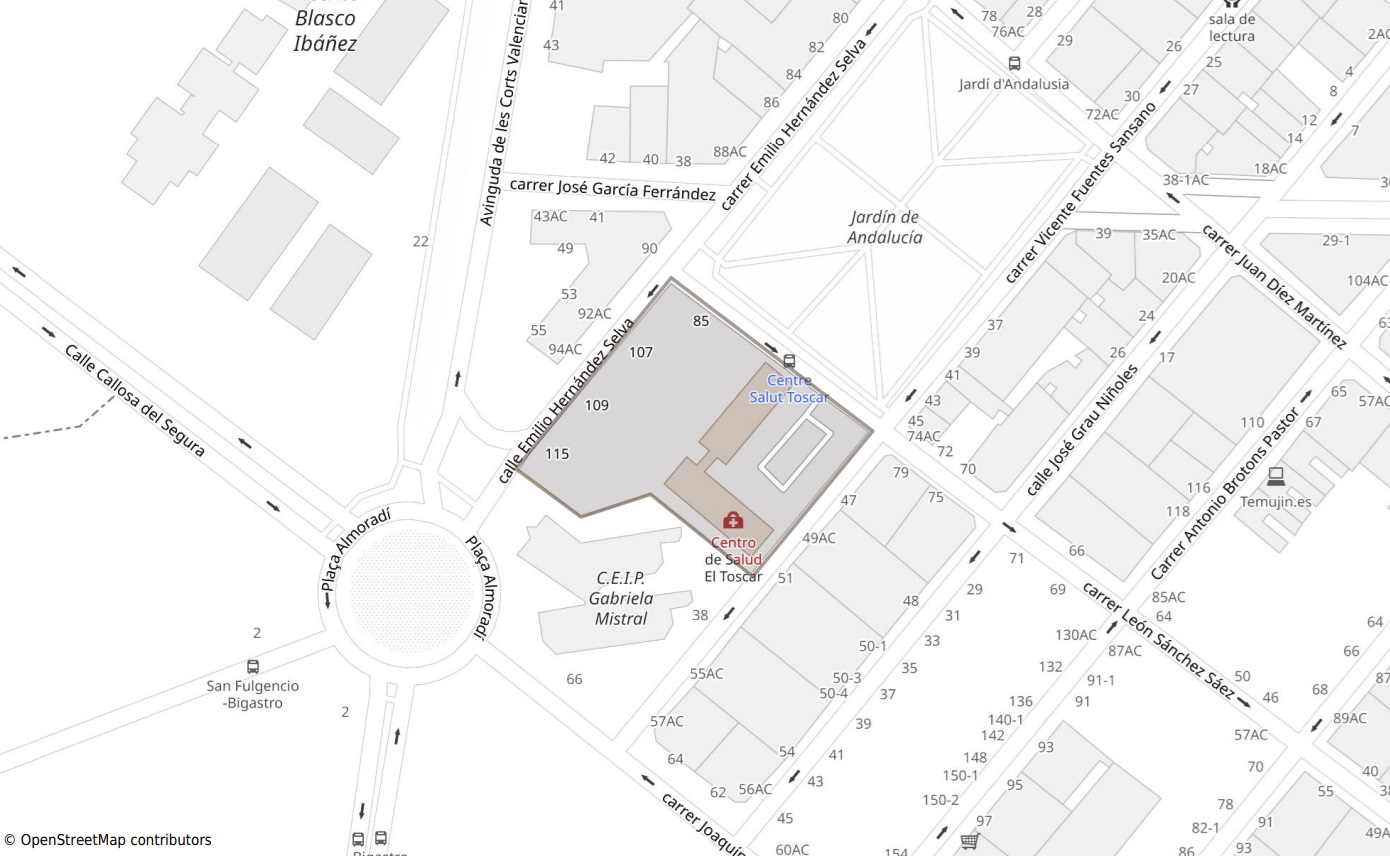 Blasco
Ibáñez
41
43
80
82
84
86
88AC
42
40
38
carrer Emilio Hernández Selva
Avinguda de les Corts Valencian
carrer José García Ferrández
43AC
41
49
90
53
92AC
55
94AC
22
78
76AC
28
29
Jardí d'Andalusia
sala de
lectura
26
25
27
30
72AC
2AC
4
8
12
7
14
18AC
38-1AC
carrer Vicente Fuentes Sansano
Jardín de
Andalucía
39
35AC
29-1
20AC
104AC
carrer Juan Díez Martínez
24
26
17
37
39
41
43
45
74AC
72
70
85
107
109
115
Centre
Salut Toscar
calle Emilio Hernández Selva
Calle Callosa del Segura
calle José Grau Niñoles
Carrer Antonio Brotons Pastor
65
57AC
67
110
116
118
Temujin.es
79
75
47
49AC
Centro
de Salud
El Toscar
51
38
C.E.I.P.
Gabriela
Mistral
Plaça Almoradí
Plaça Almoradí
2
San Fulgencio
-Bigastro
2
66
71
66
69
85AC
64
carrer León Sánchez Sáez
29
31
33
35
37
39
41
43
45
48
50-1
50-3
50-4
54
55AC
57AC
64
62
56AC
60AC
130AC
87AC
132
91-1
91
136
140-1
142
148
150-1
150-2
154
93
95
97
50
46
57AC
70
78
82-1
86
64
66
68
87
89AC
40
38
55
91
93
49A
carrer Joaquín
Bigastro
© OpenStreetMap contributors